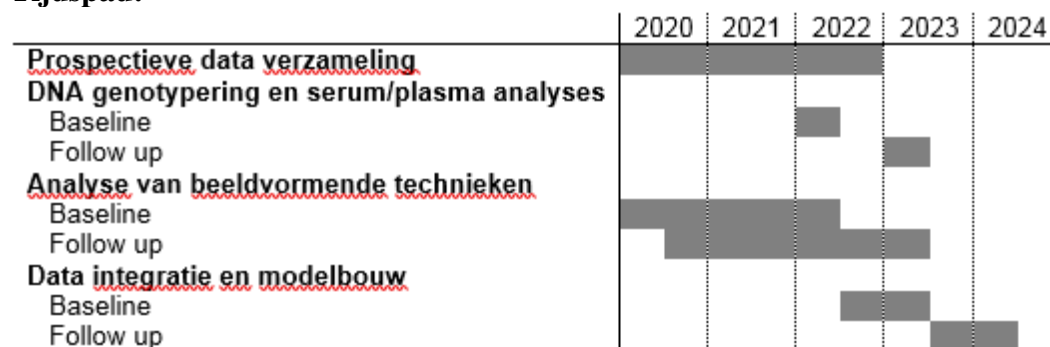 2020 2021 2022 2023 2024
Prospectieve data verzameling
DNA genotypering en serum/plasma analyses
Baseline
Follow up
Analyse van beeldvormende technieken
Baseline
Follow up
Data integratie en modelbouw
Baseline
Follow up